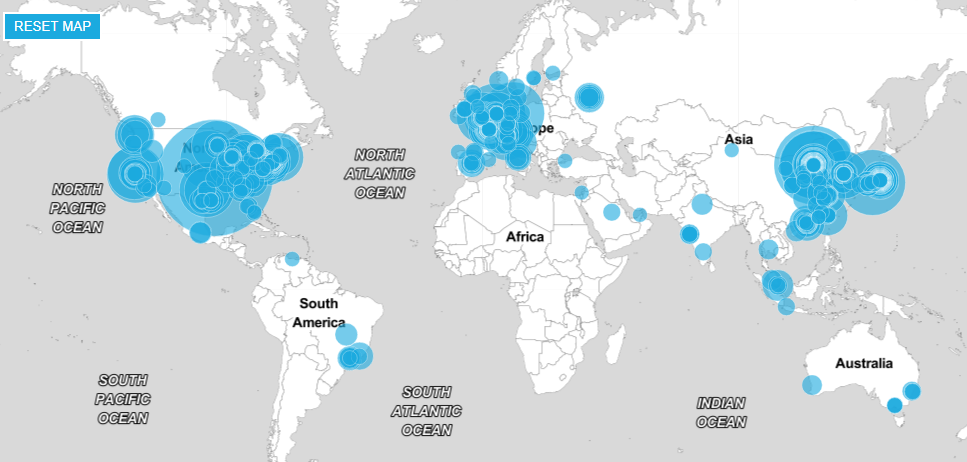 RESET MAP
Asia
NORTH
ATLANTIC
OCEAN
NORTH
PACIFIC
OCEAN
Africa
South
America
Australia
SOUTH
PACIFIC
OCEAN
SOUTH
ATLANTIC
OCEAN
INDIAN
OCEAN